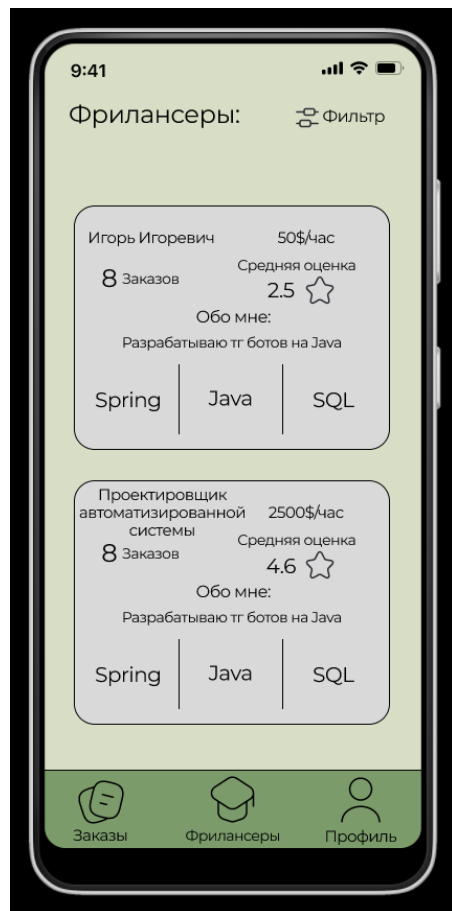 9:41
Фрилансеры:
Фильтр
Игорь Игоревич 50$/час
8 Заказов
Средняя оценка
2.5
Обо мне:
Разрабатываю тг ботов на Java
Spring Java SQL
Проектировщик
автоматизированной
системы
2500$/час
8 Заказов
Средняя оценка
4.6
Обо мне:
Разрабатываю тг ботов на Java
Spring Java SQL
Заказы Фрилансеры Профиль